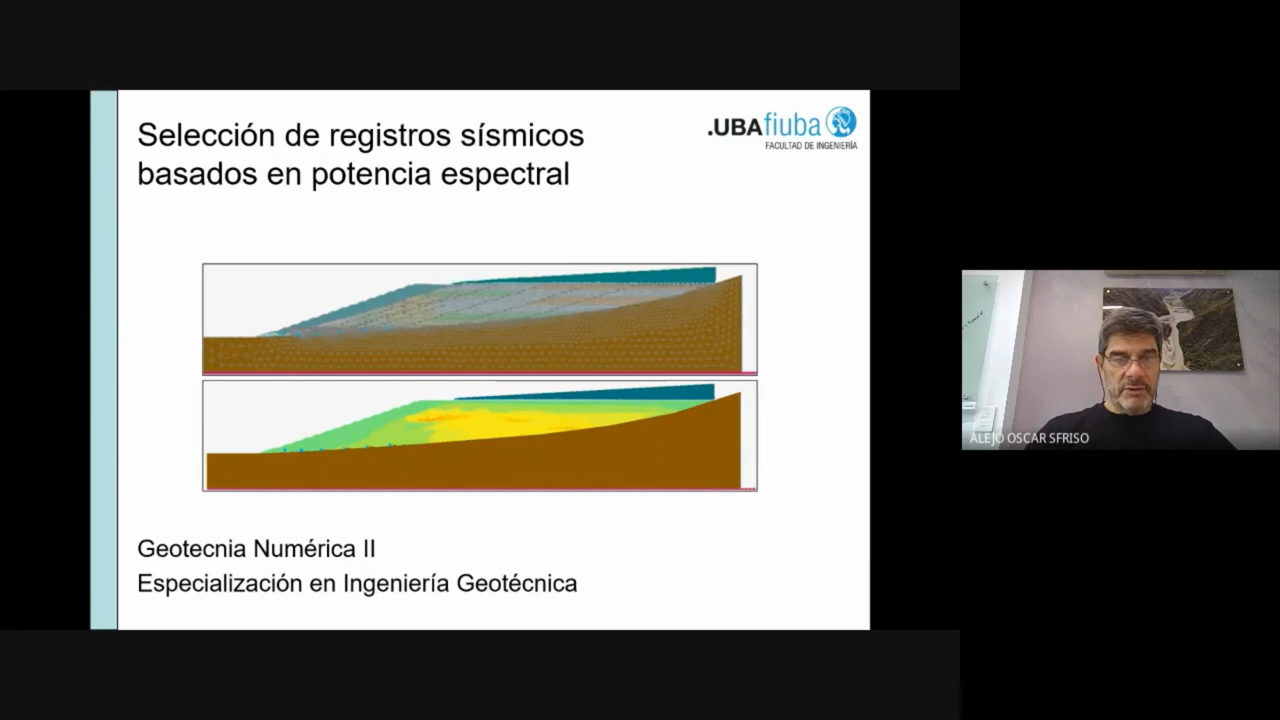 Selección de registros sísmicos
basados en potencia espectral
.UBAfiuba
FACULTAD DE INGENIERÍA
Geotecnia Numérica II
Especialización en Ingeniería Geotécnica
ALEJO OSCAR SFRISO